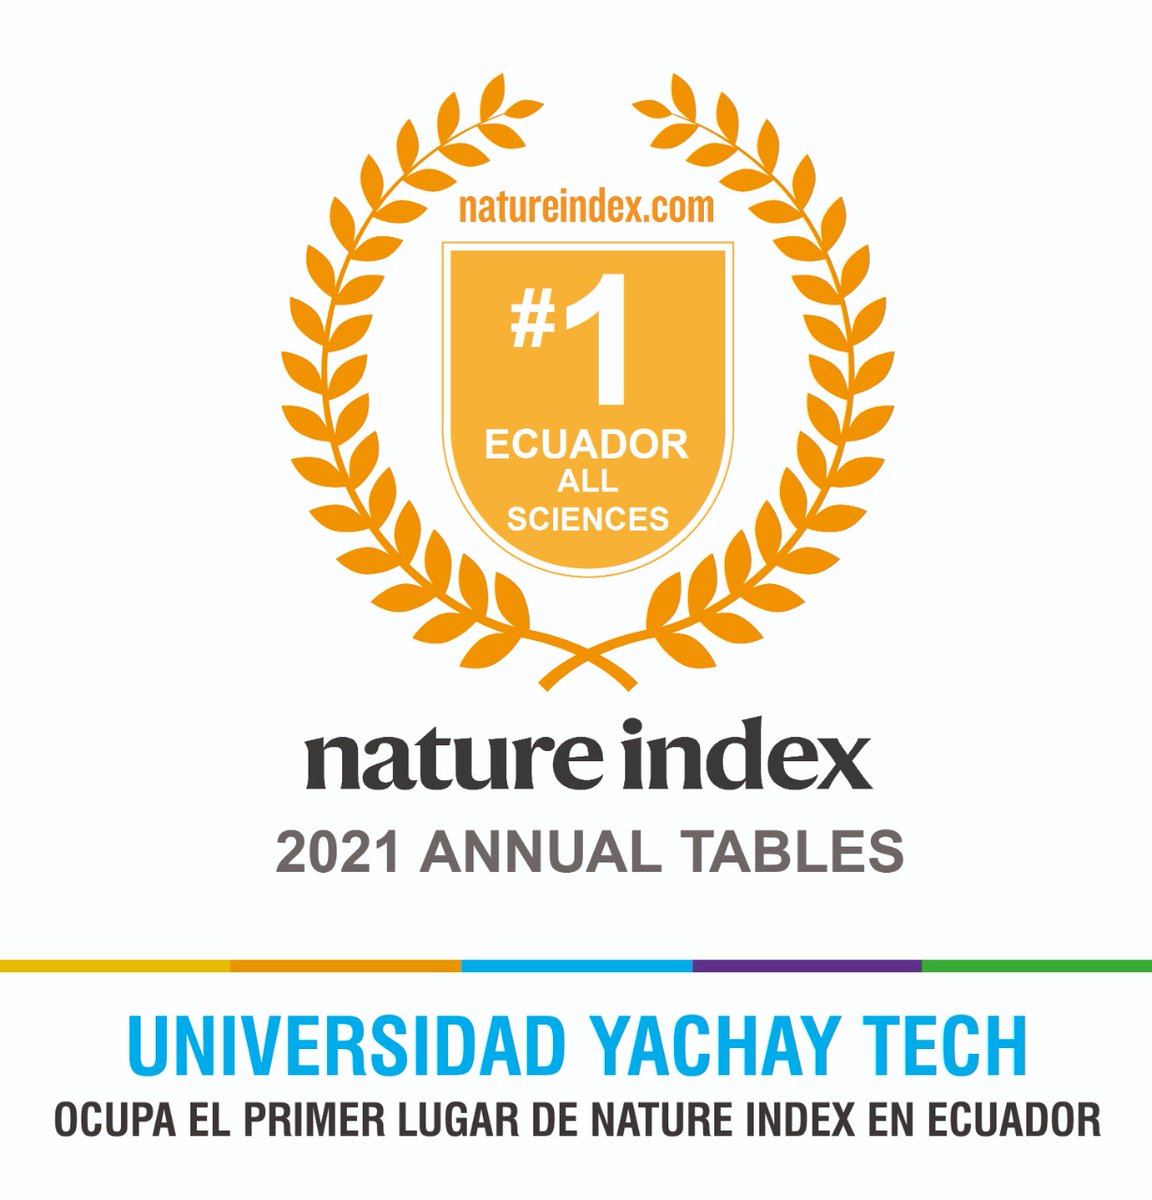 natureindex.com
#1
ECUADOR
ALL
SCIENCES
nature index
2021 ANNUAL TABLES
UNIVERSIDAD YACHAY TECH
OCUPA EL PRIMER LUGAR DE NATURE INDEX EN ECUADOR